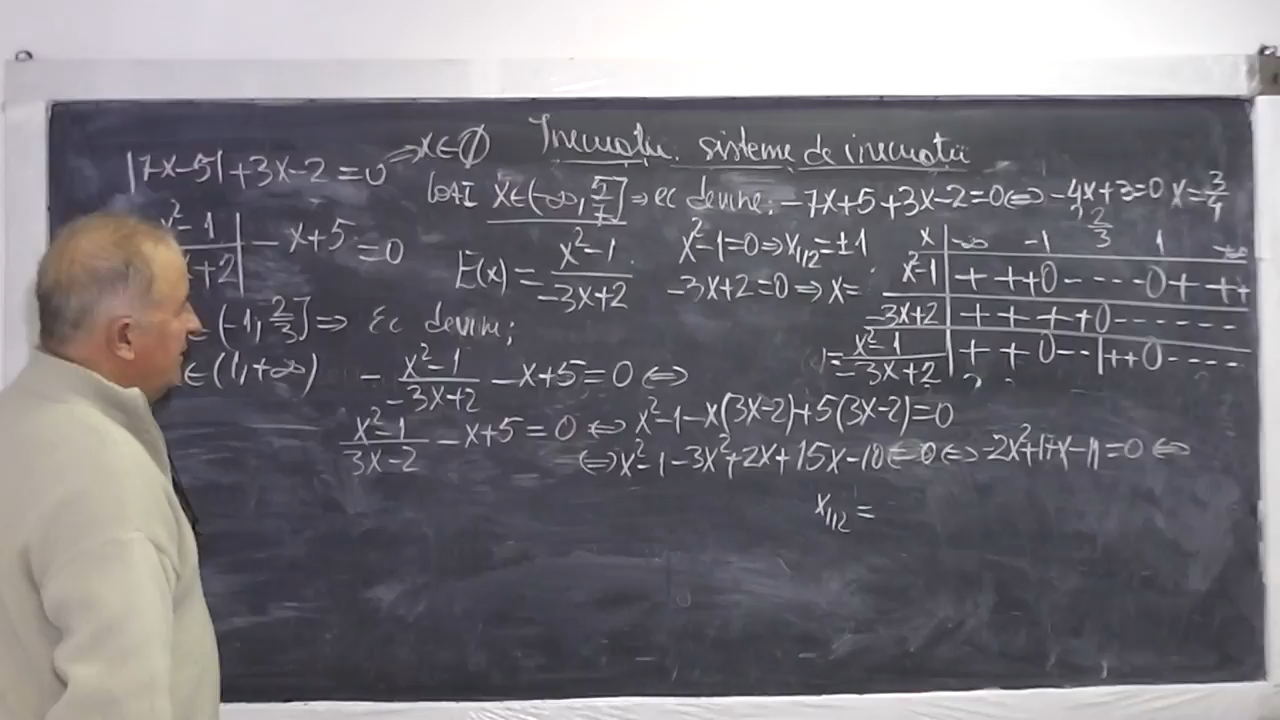 Inecuații. sisteme de inecuații
|7x-5|+3x-2=0 ⇒ x∈∅
CAZ I x∈(-∞, 5/7] ⇒ ec devine: -7x+5+3x-2=0 ⇔ -4x+3=0 x=3/4
x²-1 / x+2 | -x+5=0
E(x)= x²-1 / -3x+2 x²-1=0 ⇒ x₁,₂=±1
-3x+2=0 ⇒ x=
x -∞ -1 2/3 1 +∞
x²-1 + + + 0 - - - - 0 + + +
-3x+2 + + + + 0 - - - - - -
= x²-1 / -3x+2 + + 0 - - | + + 0 - - - -
(-1, 2/3] ⇒ Ec devine;
∈(1,+∞) - x²-1 / -3x+2 -x+5=0 ⇔
x²-1 / 3x-2 -x+5=0 ⇔ x²-1-x(3x-2)+5(3x-2)=0
⇔ x²-1-3x²+2x+15x-10=0 ⇔ -2x²+17x-11=0 ⇔
x₁,₂=